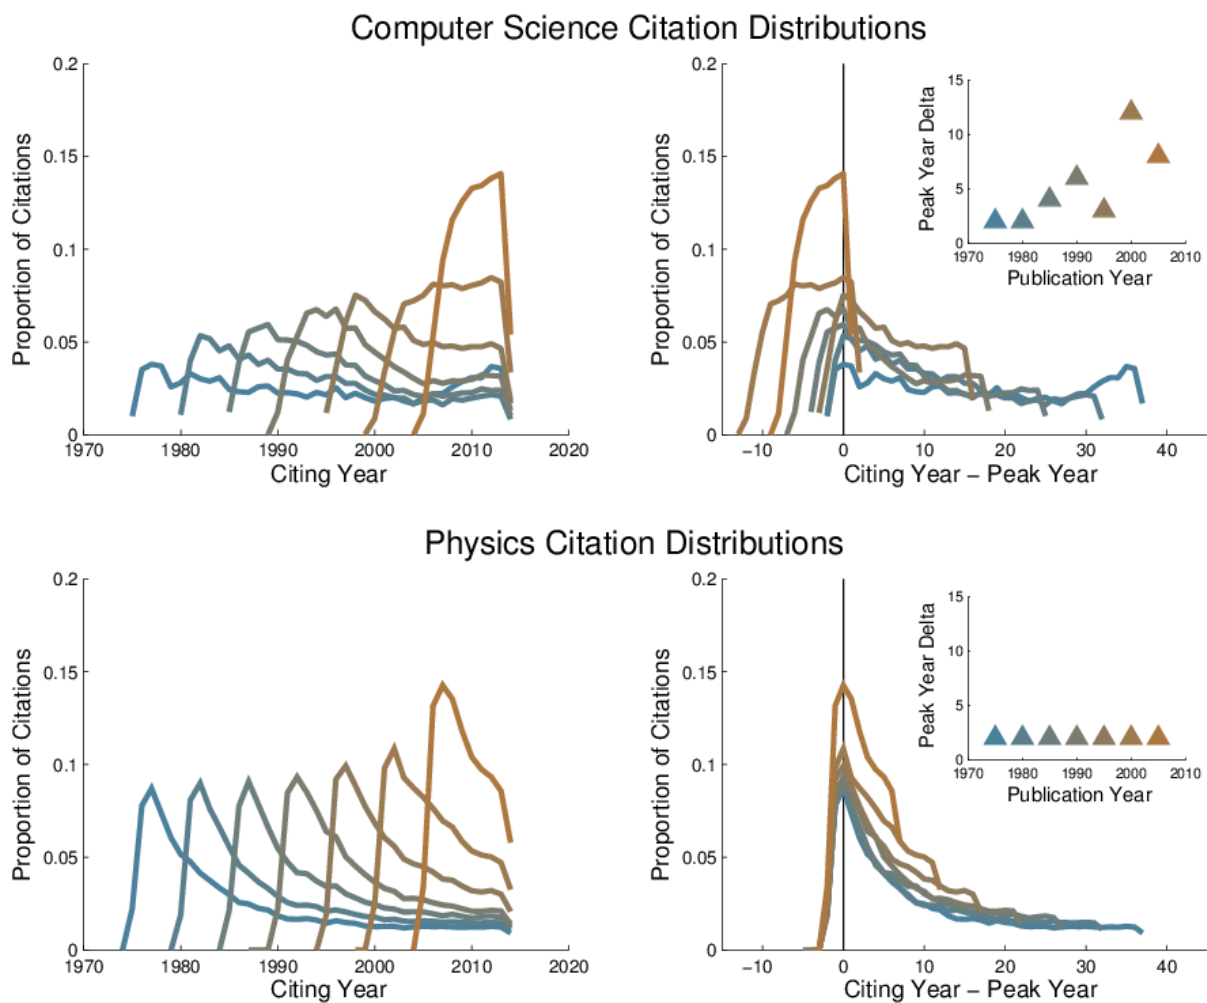 Computer Science Citation Distributions
0.2
0.15
0.1
0.05
0
Proportion of Citations
1970 1980 1990 2000 2010 2020
Citing Year
0.2
0.15
0.1
0.05
0
Proportion of Citations
−10 0 10 20 30 40
Citing Year − Peak Year
15
10
5
0
Peak Year Delta
1970 1980 1990 2000 2010
Publication Year
Physics Citation Distributions
0.2
0.15
0.1
0.05
0
Proportion of Citations
1970 1980 1990 2000 2010 2020
Citing Year
0.2
0.15
0.1
0.05
0
Proportion of Citations
−10 0 10 20 30 40
Citing Year − Peak Year
15
10
5
0
Peak Year Delta
1970 1980 1990 2000 2010
Publication Year